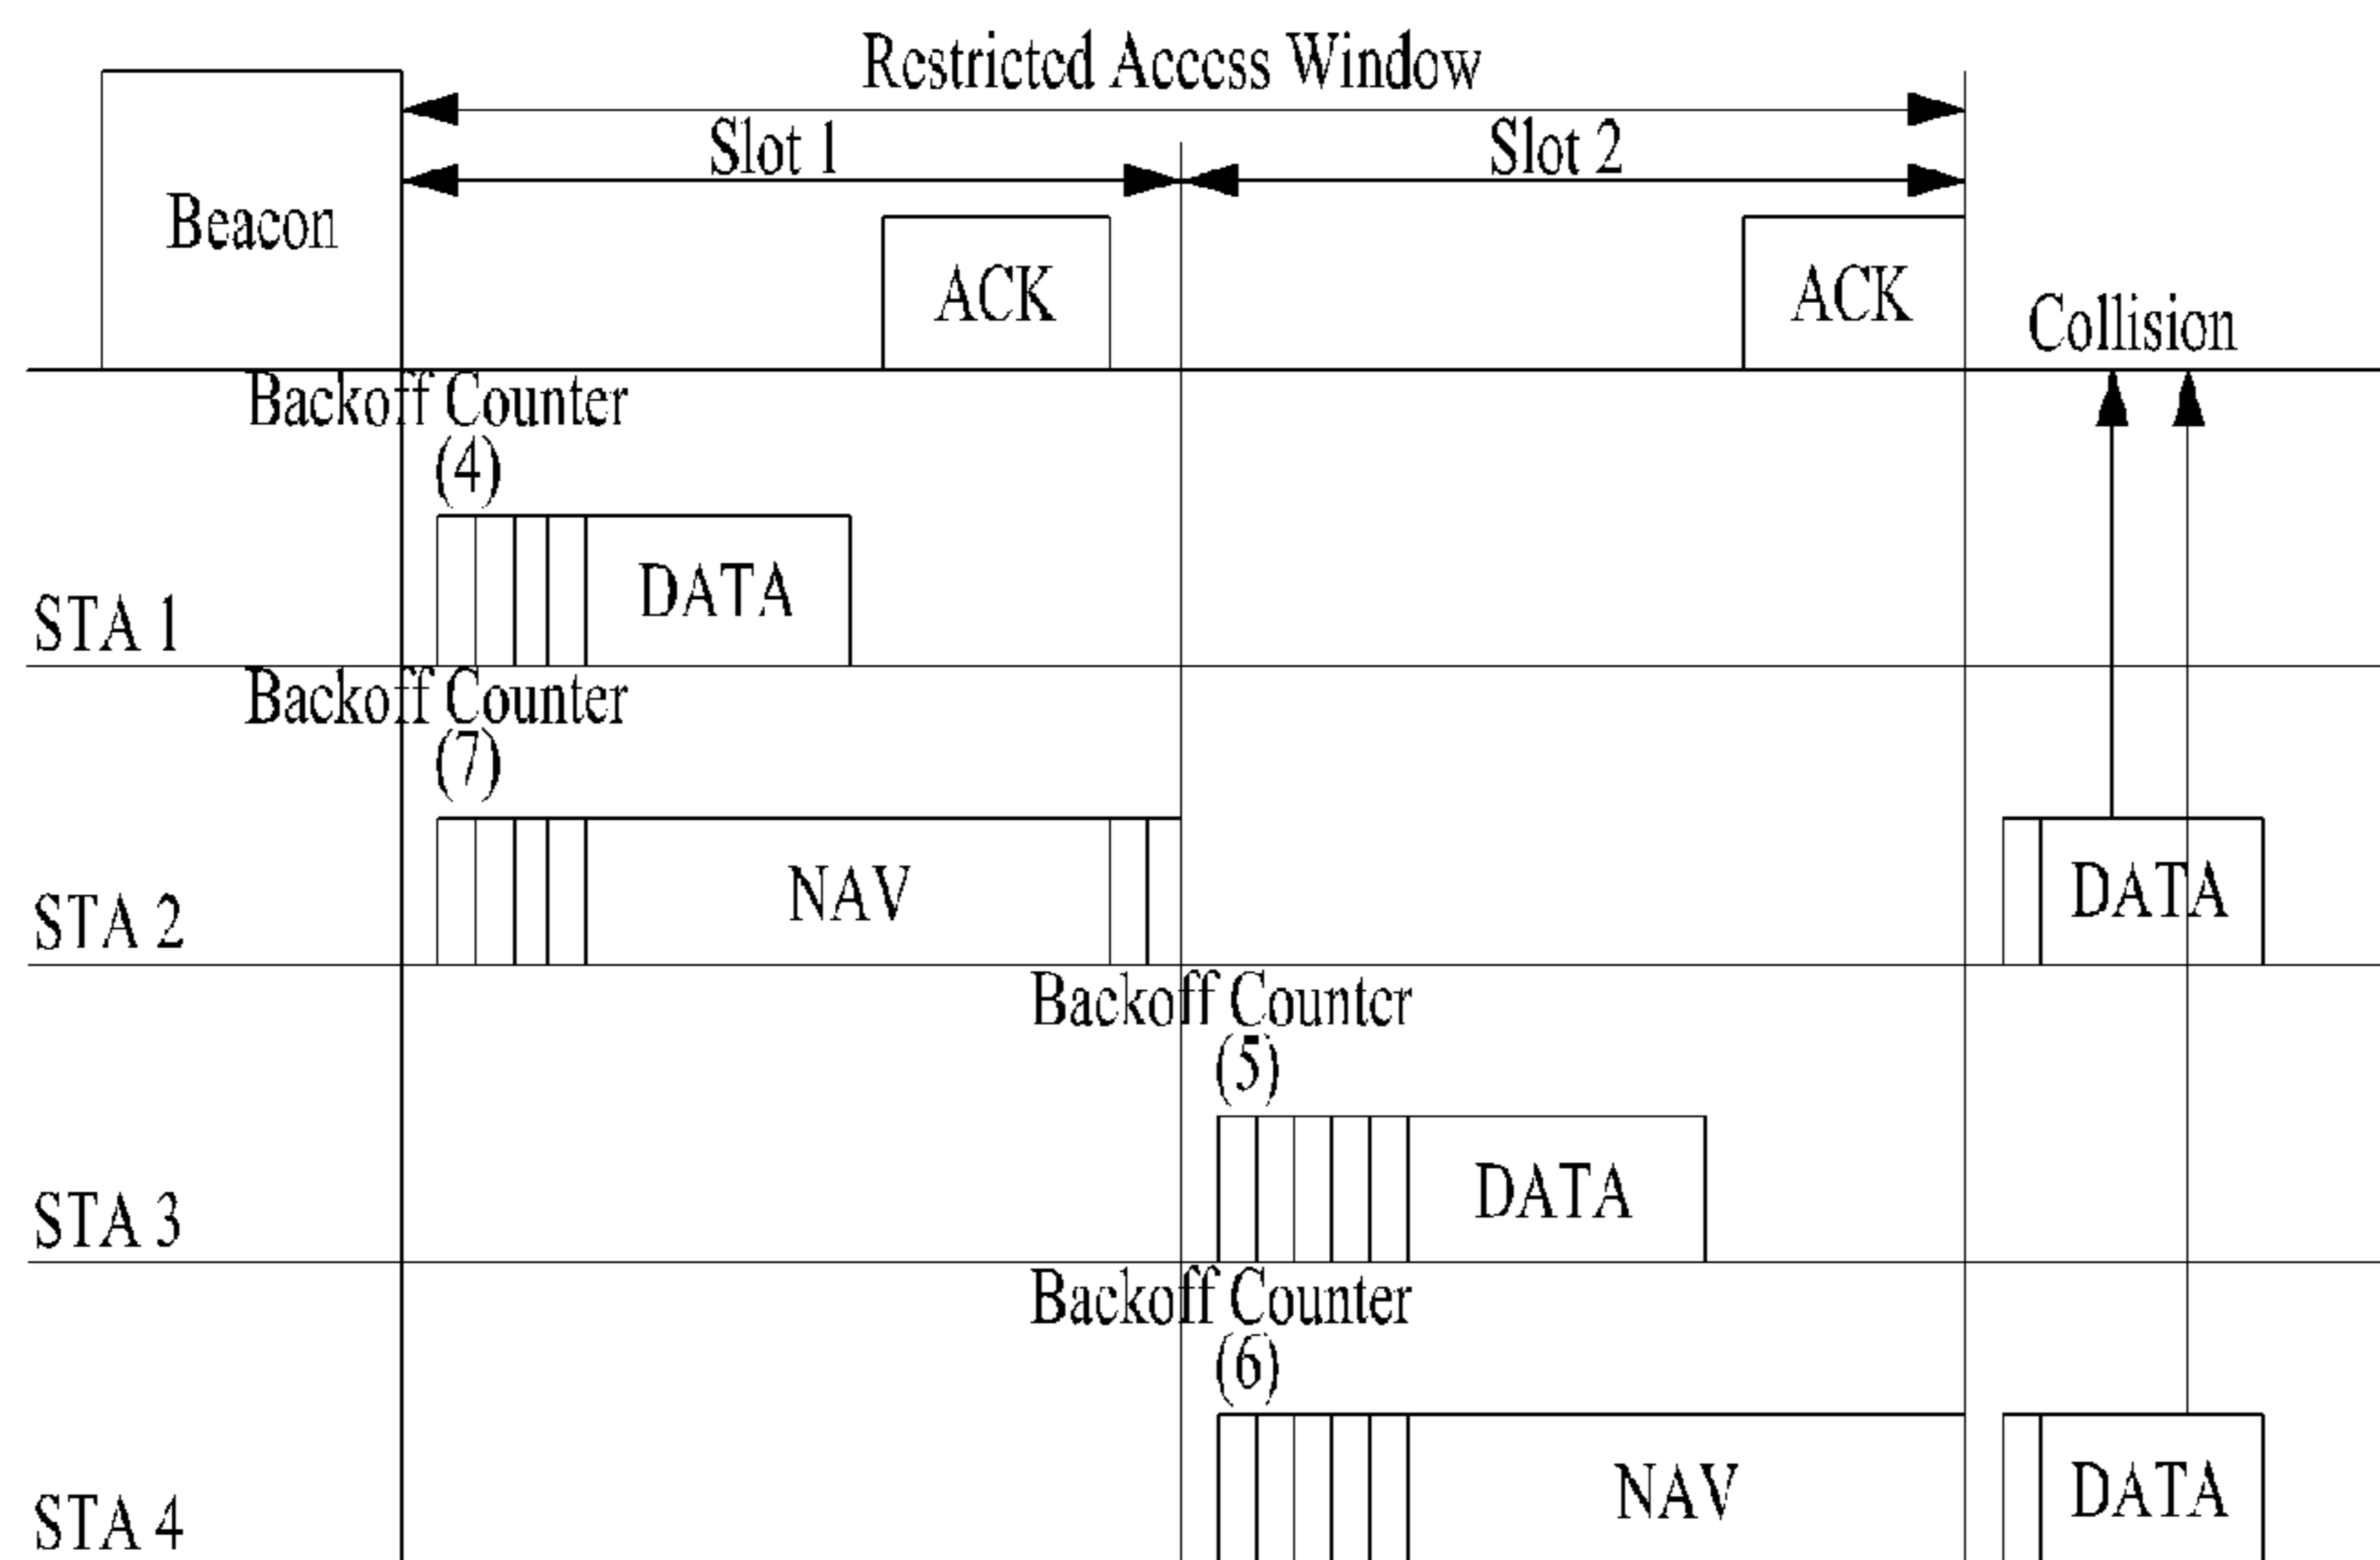 Restricted Access Window
Slot 1
Slot 2
Beacon
ACK
ACK
Collision
Backoff Counter
(4)
DATA
STA 1
Backoff Counter
(7)
NAV
DATA
STA 2
Backoff Counter
(5)
DATA
STA 3
Backoff Counter
(6)
NAV
DATA
STA 4